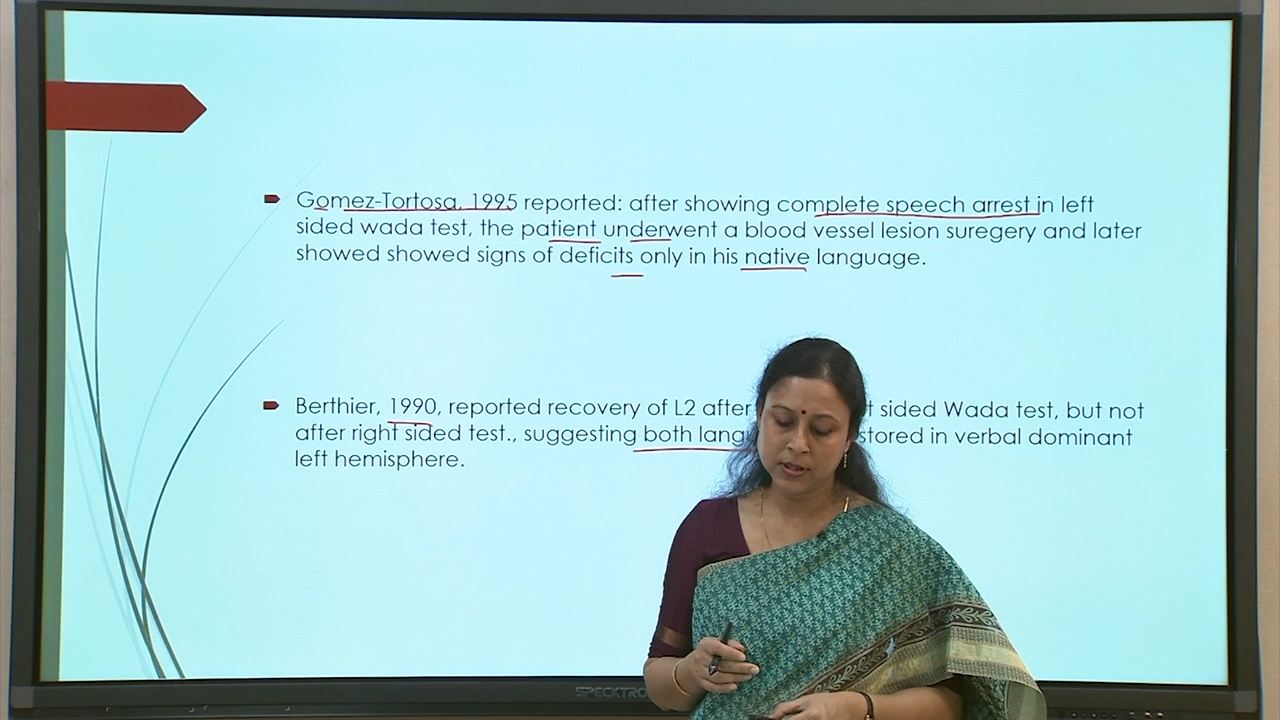 Gomez-Tortosa, 1995 reported: after showing complete speech arrest in left
sided wada test, the patient underwent a blood vessel lesion suregery and later
showed showed signs of deficits only in his native language.
Berthier, 1990, reported recovery of L2 after sided Wada test, but not
after right sided test., suggesting both lang stored in verbal dominant
left hemisphere.
SPECKTRO